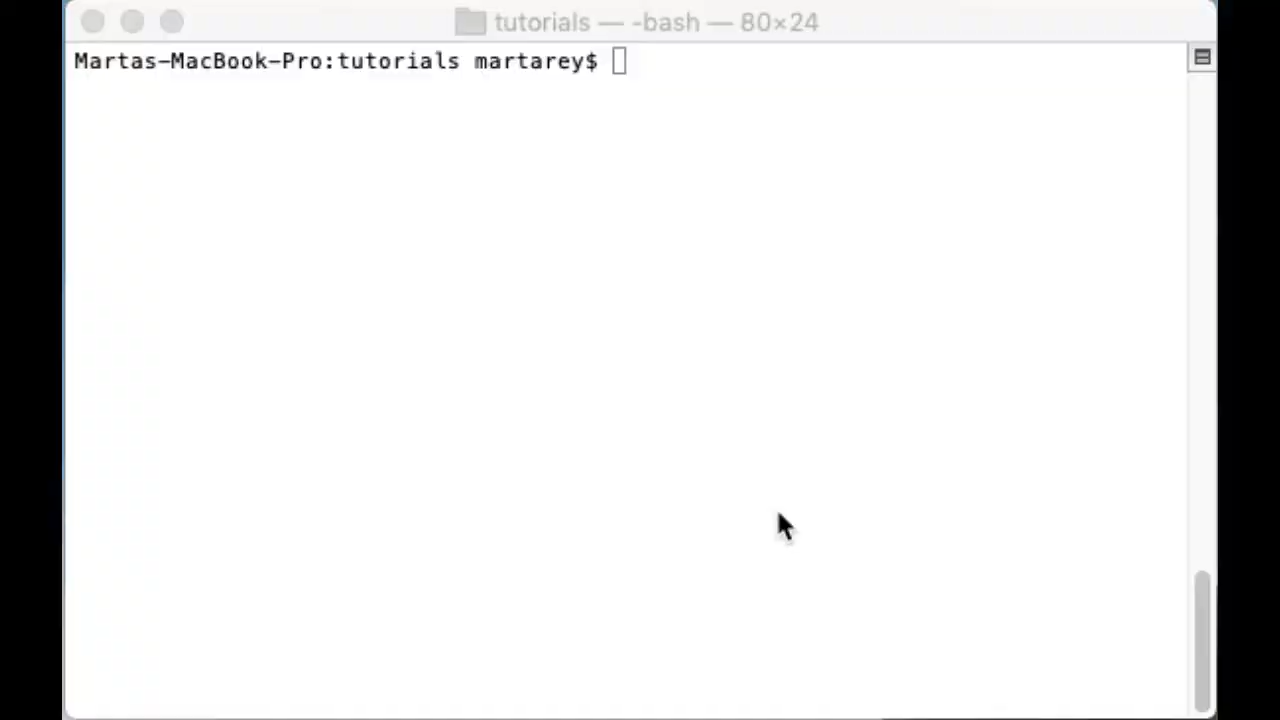 tutorials — -bash — 80×24
Martas-MacBook-Pro:tutorials martarey$